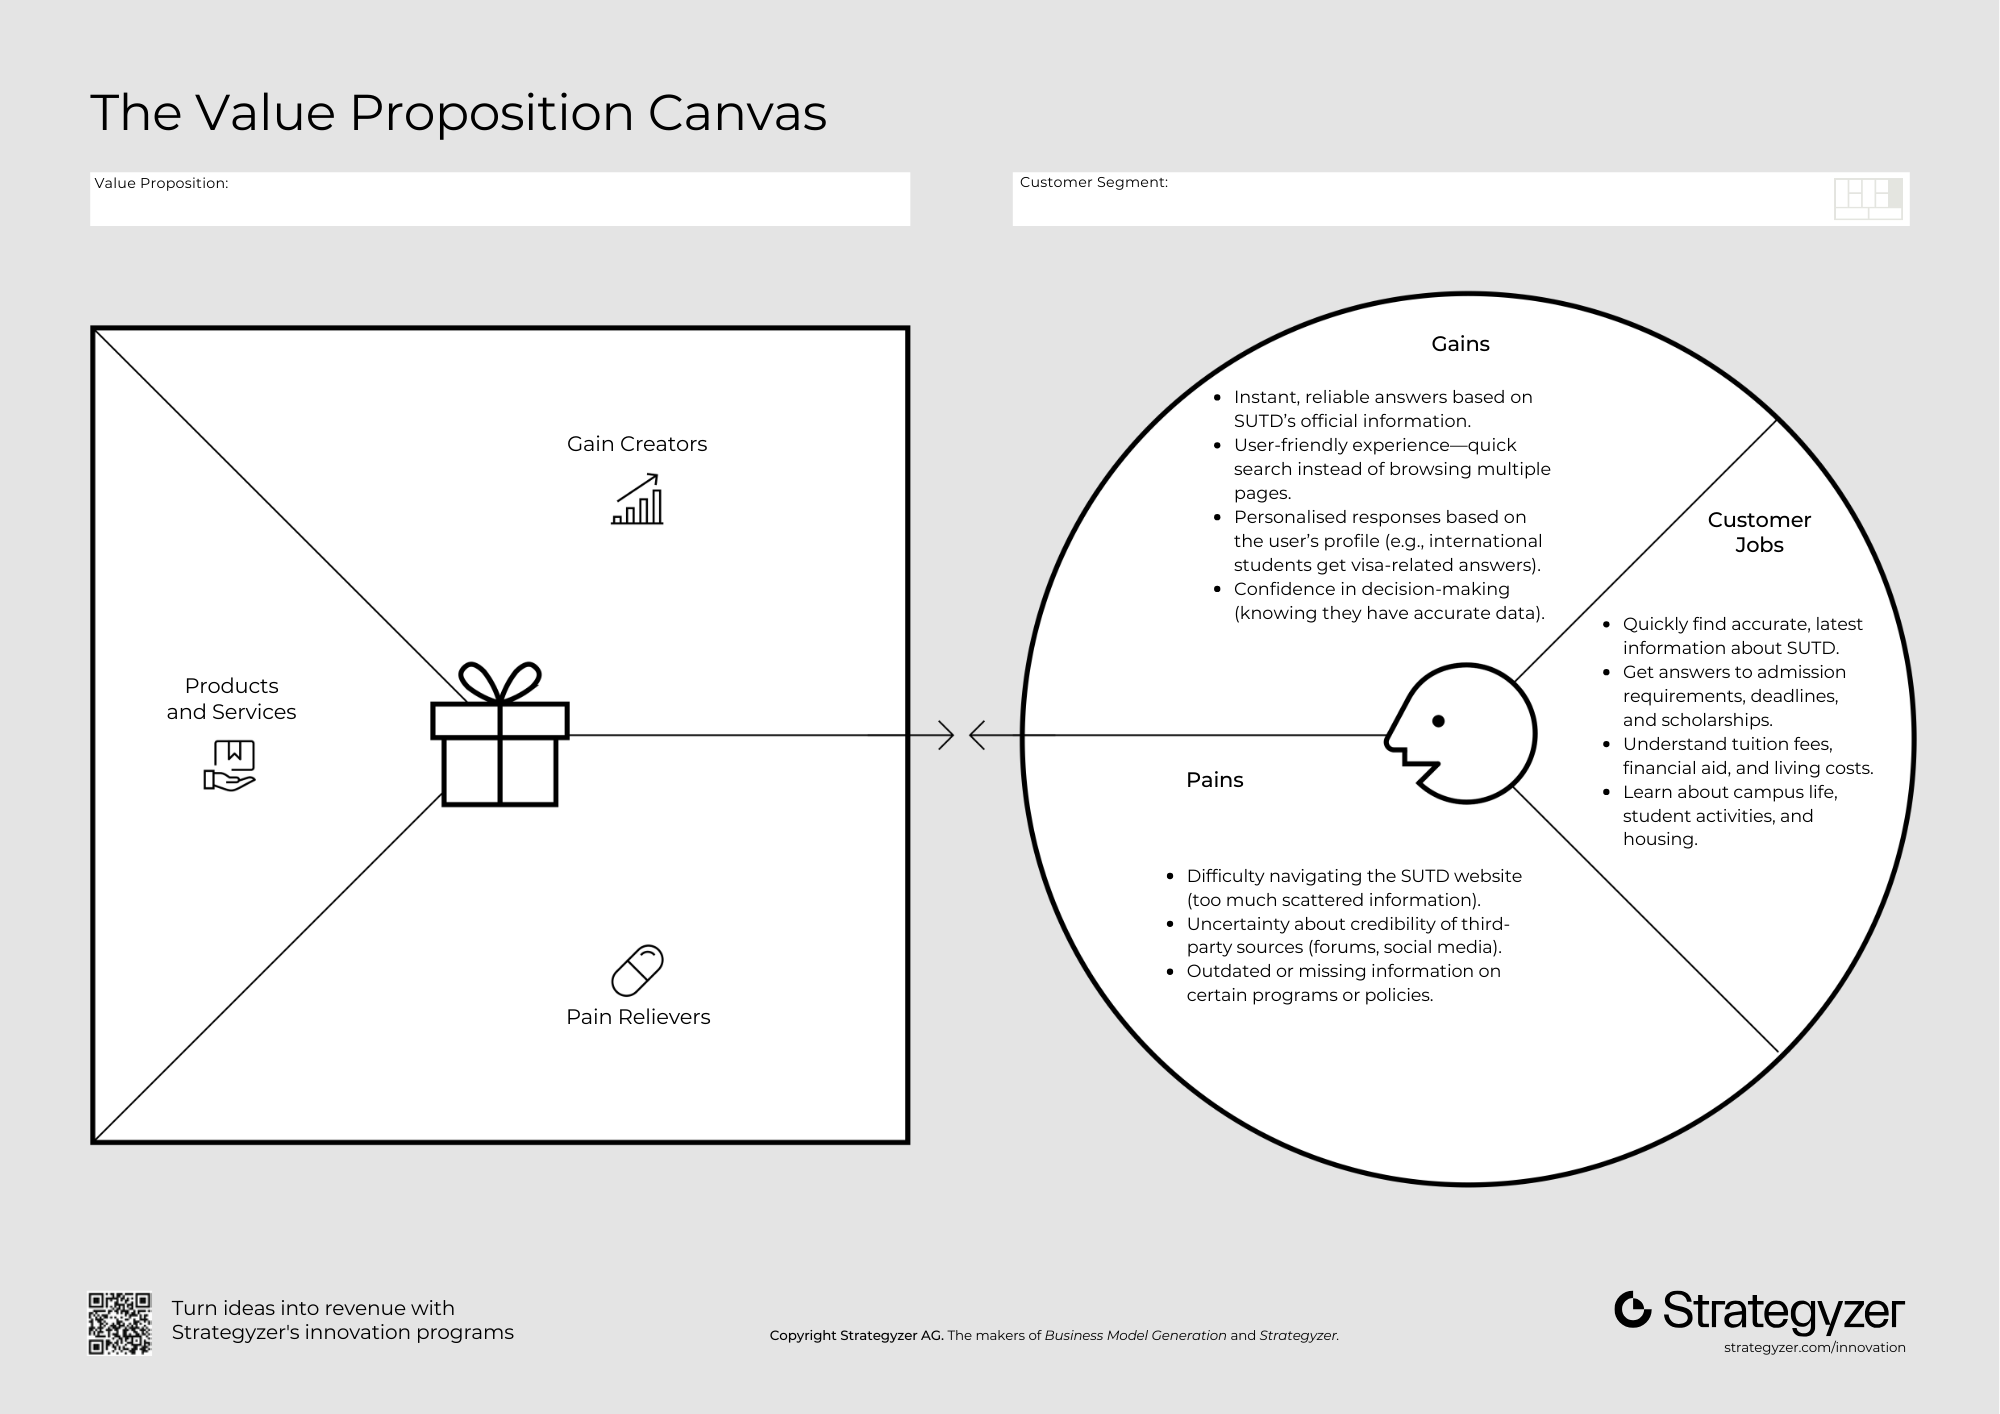 The Value Proposition Canvas
Value Proposition:
Customer Segment:
Gain Creators
Products
and Services
Pain Relievers
Gains
• Instant, reliable answers based on
SUTD’s official information.
• User-friendly experience—quick
search instead of browsing multiple
pages.
• Personalised responses based on
the user’s profile (e.g., international
students get visa-related answers).
• Confidence in decision-making
(knowing they have accurate data).
Customer
Jobs
• Quickly find accurate, latest
information about SUTD.
• Get answers to admission
requirements, deadlines,
and scholarships.
• Understand tuition fees,
financial aid, and living costs.
• Learn about campus life,
student activities, and
housing.
Pains
• Difficulty navigating the SUTD website
(too much scattered information).
• Uncertainty about credibility of third-
party sources (forums, social media).
• Outdated or missing information on
certain programs or policies.
Turn ideas into revenue with
Strategyzer's innovation programs
Copyright Strategyzer AG. The makers of Business Model Generation and Strategyzer.
Strategyzer
strategyzer.com/innovation